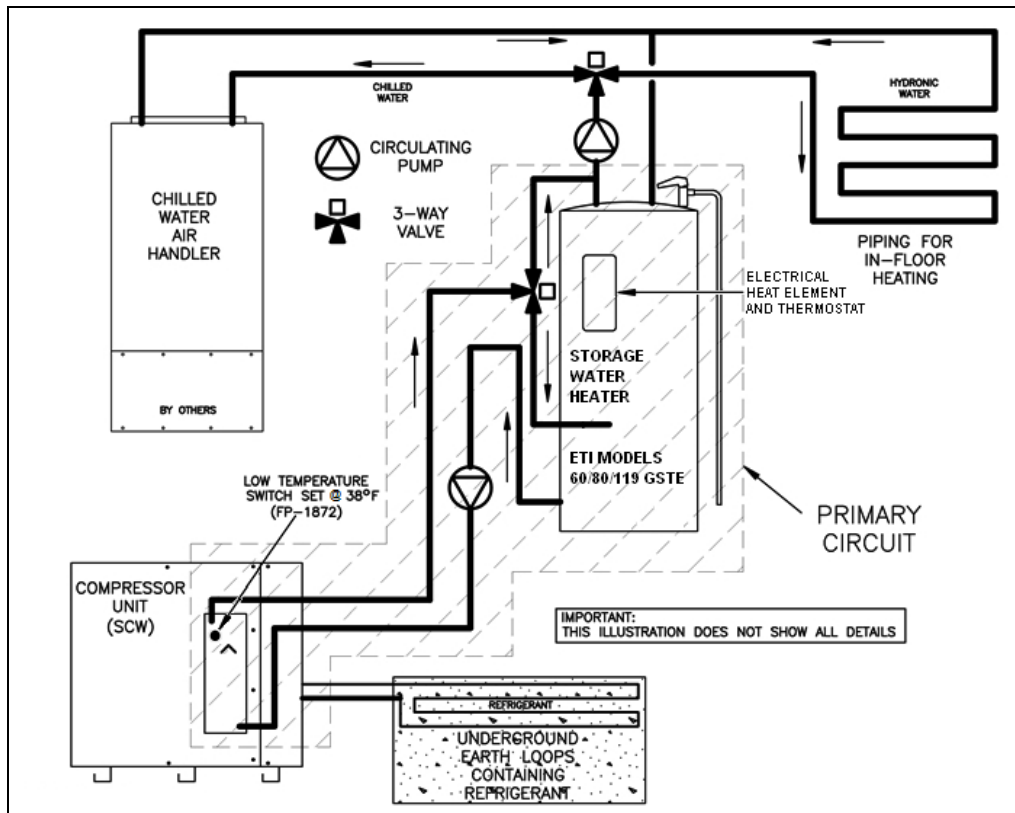 CHILLED
WATER
HYDRONIC
WATER
CIRCULATING
PUMP
3-WAY
VALVE
CHILLED
WATER
AIR
HANDLER
BY OTHERS
PIPING FOR
IN-FLOOR
HEATING
ELECTRICAL
HEAT ELEMENT
AND THERMOSTAT
STORAGE
WATER
HEATER
ETI MODELS
60/80/119 GSTE
LOW TEMPERATURE
SWITCH SET @ 38°F
(FP-1872)
PRIMARY
CIRCUIT
COMPRESSOR
UNIT
(SCW)
IMPORTANT:
THIS ILLUSTRATION DOES NOT SHOW ALL DETAILS
REFRIGERANT
UNDERGROUND
EARTH LOOPS
CONTAINING
REFRIGERANT